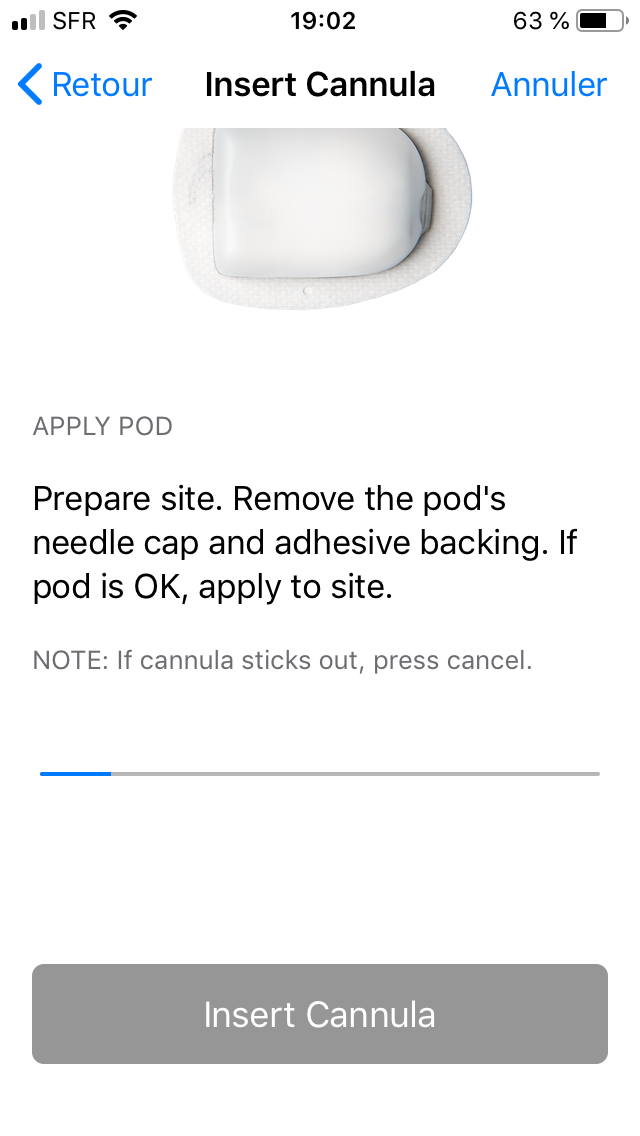 SFR 19:02 63 %
Retour Insert Cannula Annuler
APPLY POD
Prepare site. Remove the pod's
needle cap and adhesive backing. If
pod is OK, apply to site.
NOTE: If cannula sticks out, press cancel.
Insert Cannula